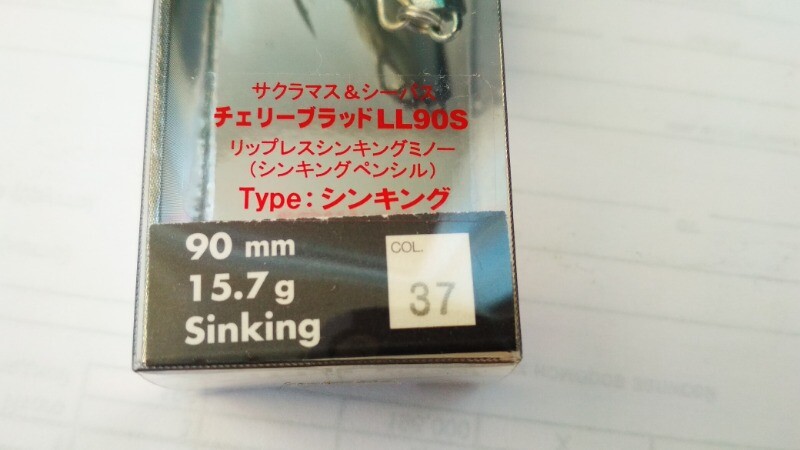 サクラマス&シーバス
チェリーブラッドLL90S
リップレスシンキングミノー
(シンキングペンシル)
Type:シンキング
90 mm
15.7 g
Sinking
COL.
37